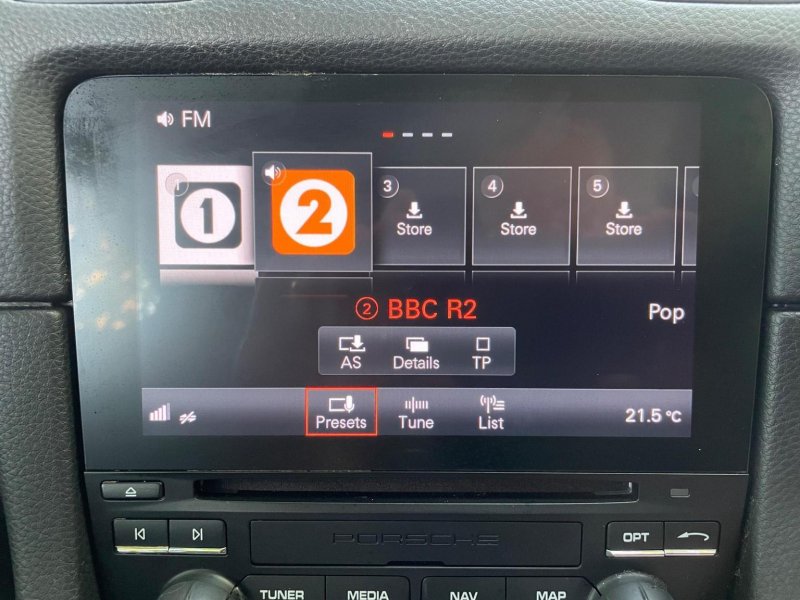 FM
1
1
2
3
Store
4
Store
5
Store
2 BBC R2
Pop
AS Details TP
Presets Tune List
21.5 °C
PORSCHE
OPT
TUNER MEDIA NAV MAP